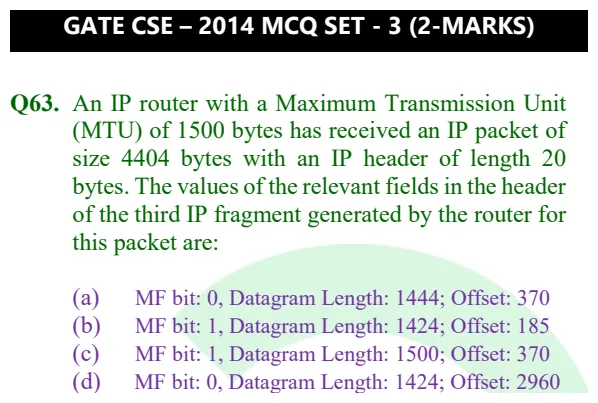 GATE CSE – 2014 MCQ SET - 3 (2-MARKS)
Q63. An IP router with a Maximum Transmission Unit
(MTU) of 1500 bytes has received an IP packet of
size 4404 bytes with an IP header of length 20
bytes. The values of the relevant fields in the header
of the third IP fragment generated by the router for
this packet are:
(a) MF bit: 0, Datagram Length: 1444; Offset: 370
(b) MF bit: 1, Datagram Length: 1424; Offset: 185
(c) MF bit: 1, Datagram Length: 1500; Offset: 370
(d) MF bit: 0, Datagram Length: 1424; Offset: 2960